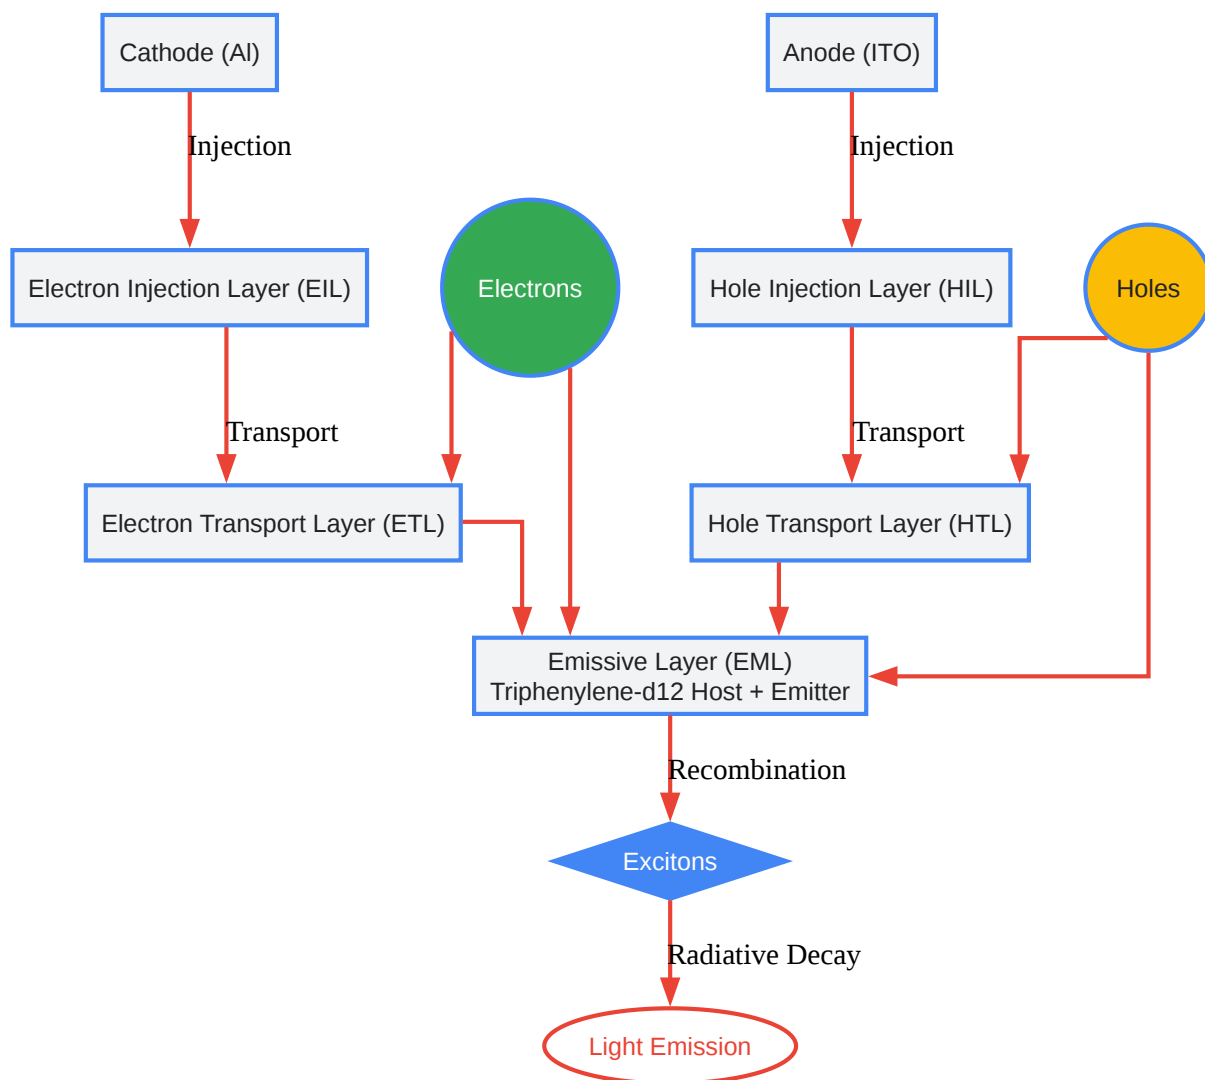 Cathode (Al)
Anode (ITO)
Injection
Injection
Electron Injection Layer (EIL)
Electrons
Hole Injection Layer (HIL)
Holes
Transport
Transport
Electron Transport Layer (ETL)
Hole Transport Layer (HTL)
Emissive Layer (EML)
Triphenylene-d12 Host + Emitter
Recombination
Excitons
Radiative Decay
Light Emission